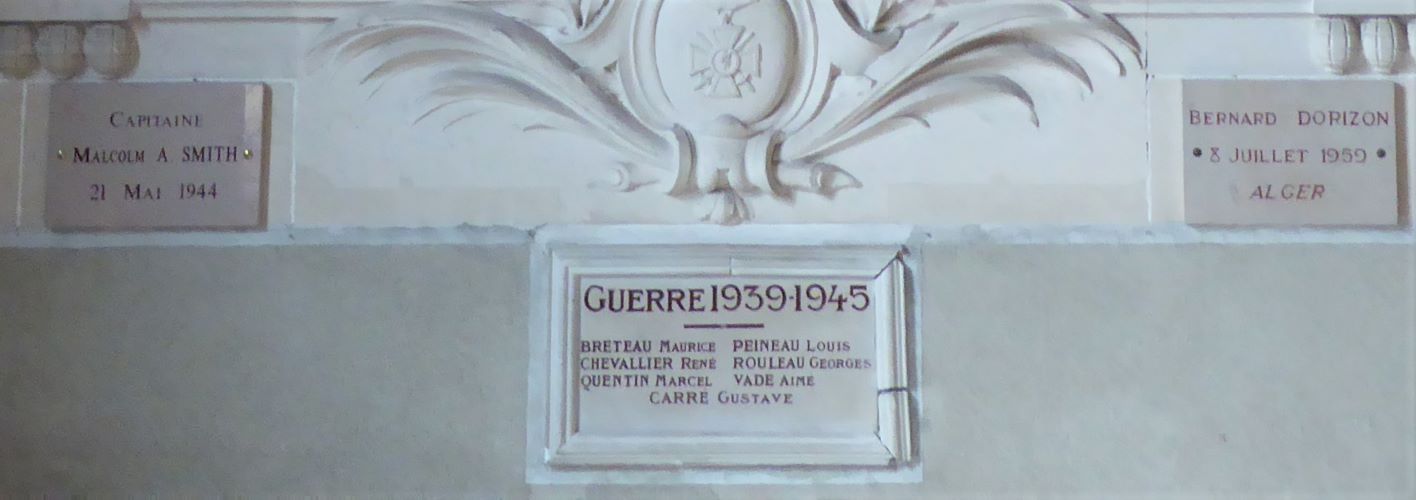 CAPITAINE
MALCOLM A. SMITH
21 MAI 1944
GUERRE 1939-1945
BRETEAU MAURICE PEINEAU LOUIS
CHEVALLIER RENÉ ROULEAU GEORGES
QUENTIN MARCEL VADE AIMÉ
CARRÉ GUSTAVE
BERNARD DORIZON
8 JUILLET 1959
ALGER